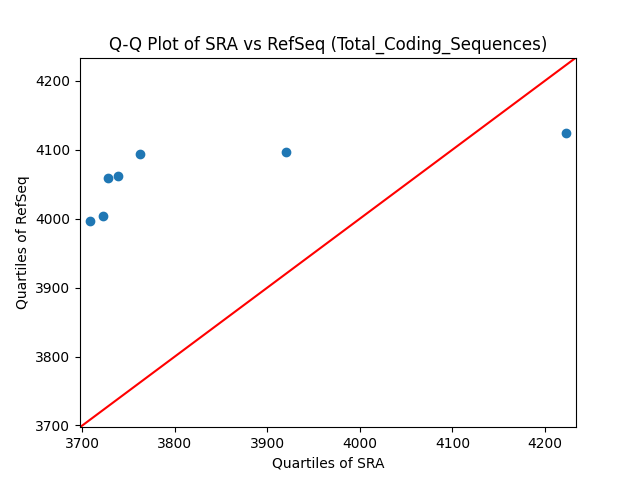 Q-Q Plot of SRA vs RefSeq (Total_Coding_Sequences)
Quartiles of RefSeq
4200
4100
4000
3900
3800
3700
3700 3800 3900 4000 4100 4200
Quartiles of SRA